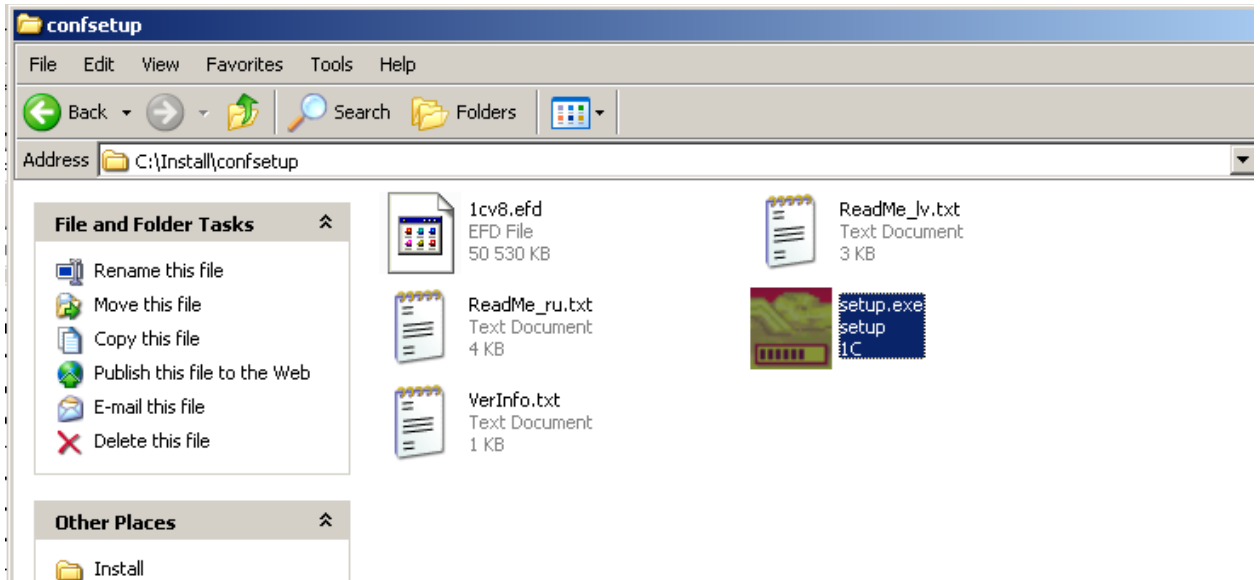 confsetup
File Edit View Favorites Tools Help
Back Search Folders
Address C:\Install\confsetup
File and Folder Tasks
Rename this file
Move this file
Copy this file
Publish this file to the Web
E-mail this file
Delete this file
Other Places
Install
1cv8.efd
EFD File
50 530 KB
ReadMe_lv.txt
Text Document
3 KB
ReadMe_ru.txt
Text Document
4 KB
setup.exe
setup
1C
VerInfo.txt
Text Document
1 KB